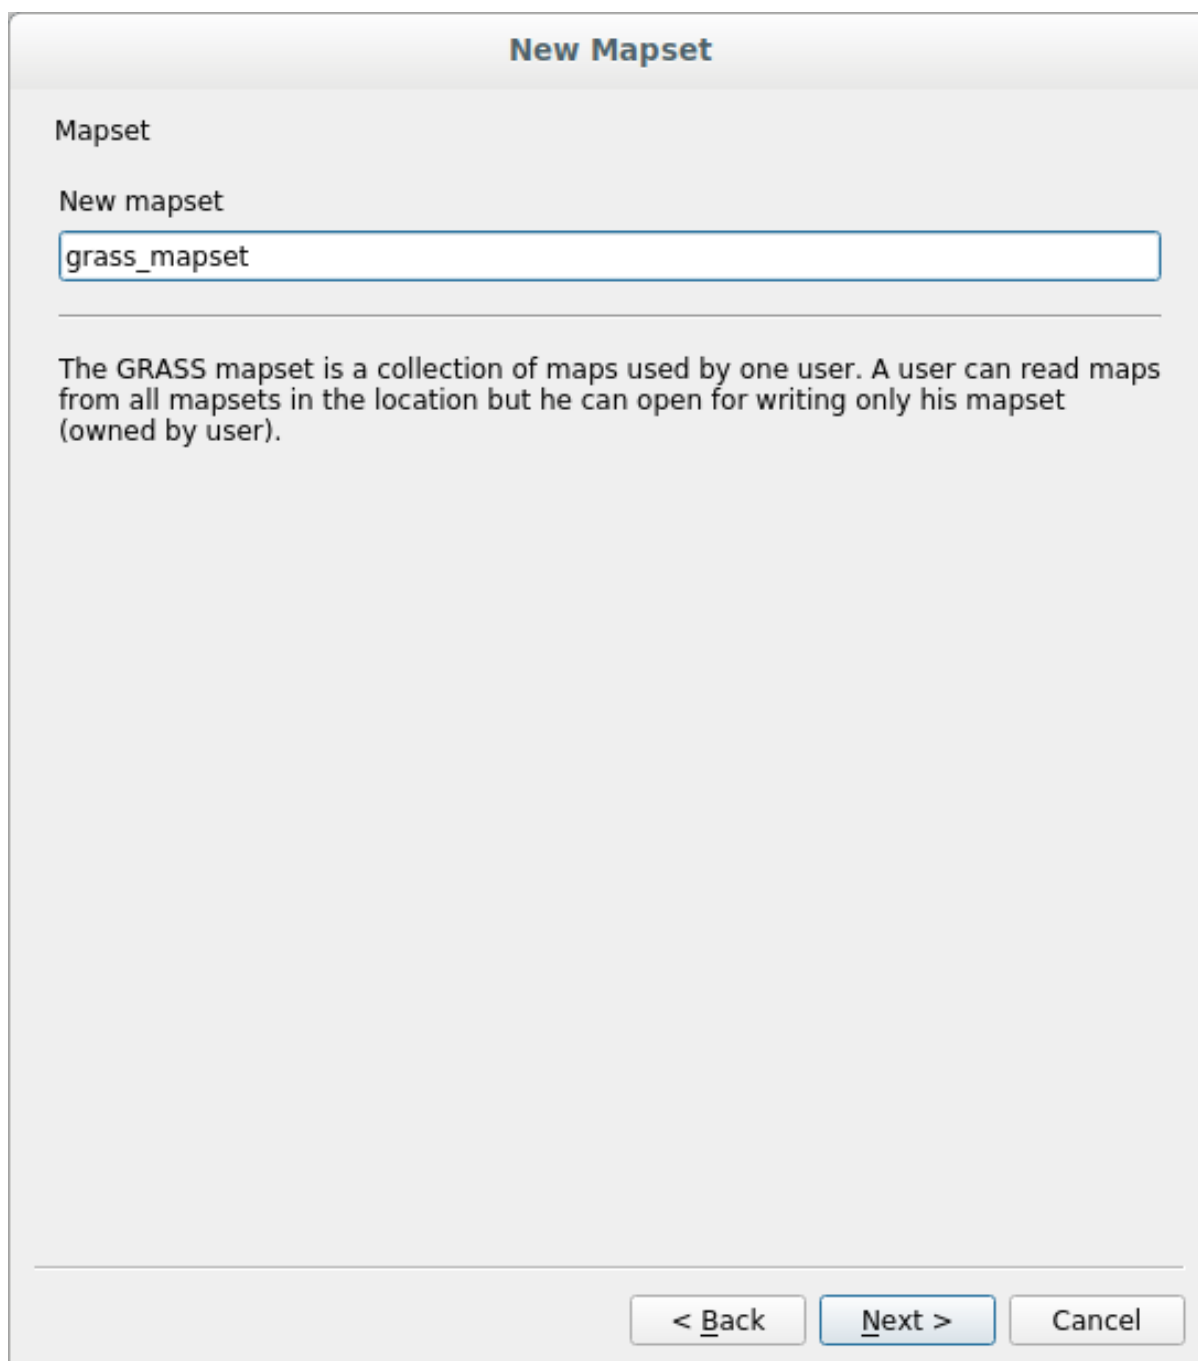 New Mapset
Mapset
New mapset
grass_mapset
The GRASS mapset is a collection of maps used by one user. A user can read maps
from all mapsets in the location but he can open for writing only his mapset
(owned by user).
< Back Next > Cancel